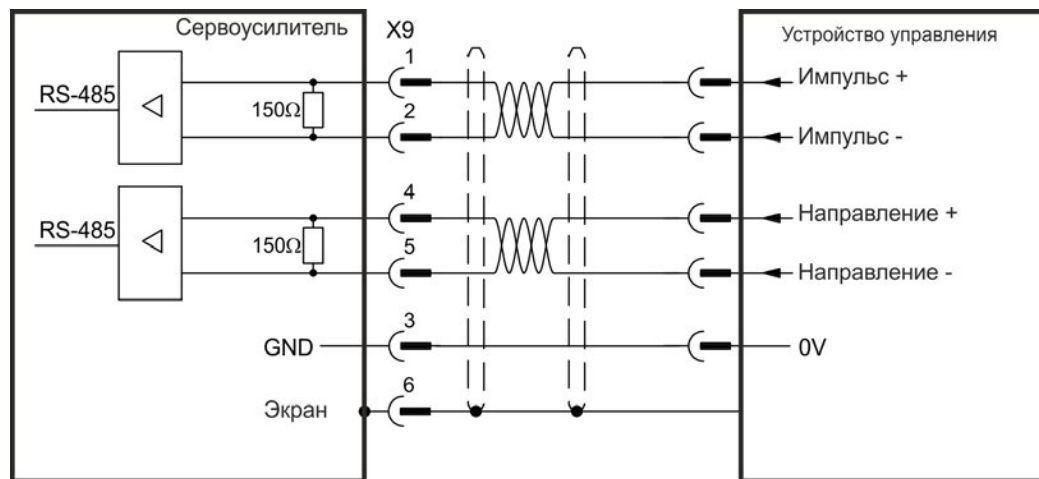 Сервоусилитель
X9
Устройство управления
1
Импульс +
RS-485
150Ω
2
Импульс -
4
Направление +
RS-485
150Ω
5
Направление -
3
GND
0V
6
Экран